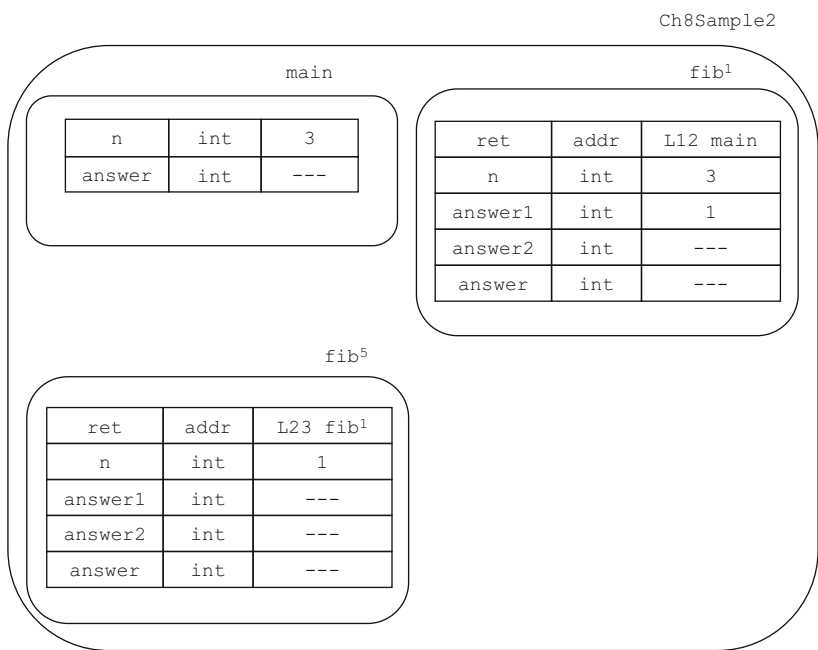 Ch8Sample2
main
n int 3
answer int ---
fib¹
ret addr L12 main
n int 3
answer1 int 1
answer2 int ---
answer int ---
fib⁵
ret addr L23 fib¹
n int 1
answer1 int ---
answer2 int ---
answer int ---